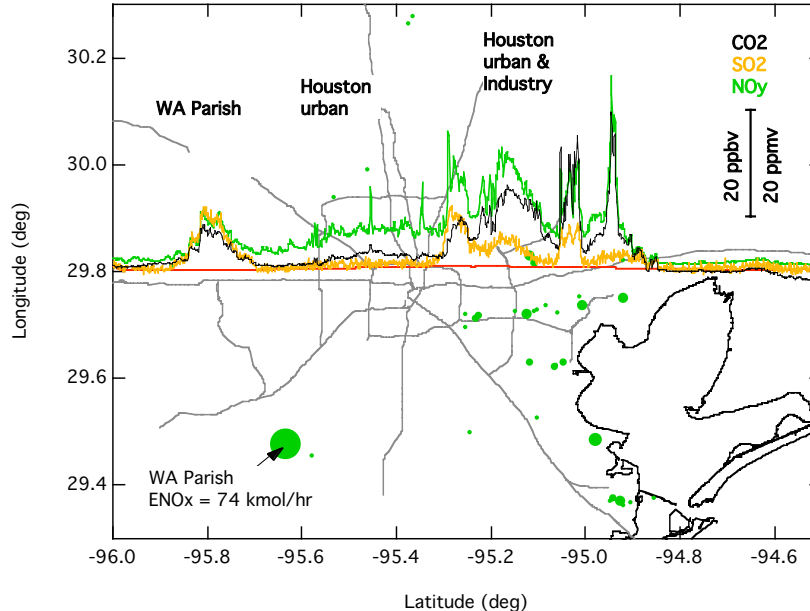 30.2
30.0
29.8
29.6
29.4
Longitude (deg)
WA Parish
Houston
urban
Houston
urban &
Industry
CO2
SO2
NOy
20 ppbv
20 ppmv
WA Parish
ENOx = 74 kmol/hr
-96.0
-95.8
-95.6
-95.4
-95.2
-95.0
-94.8
-94.6
Latitude (deg)